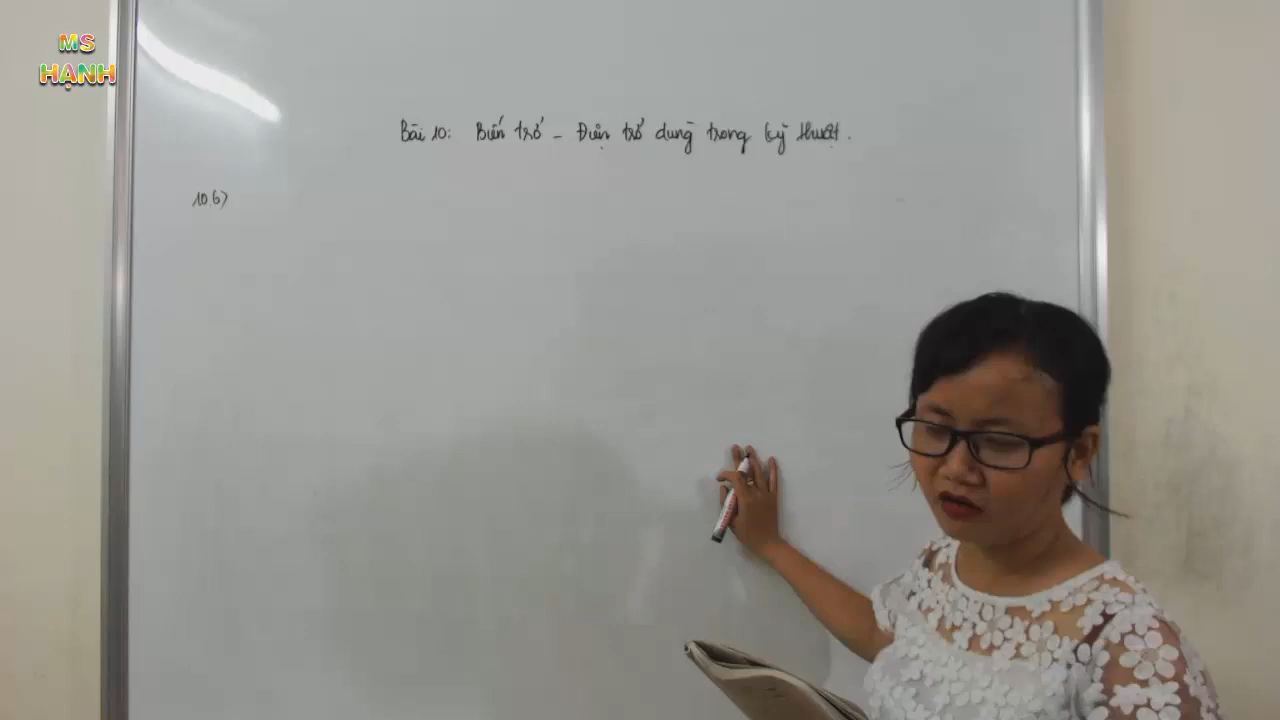 MS
HẠNH
Bài 10: Biến trở - Điện trở dùng trong kỹ thuật.
10.6>